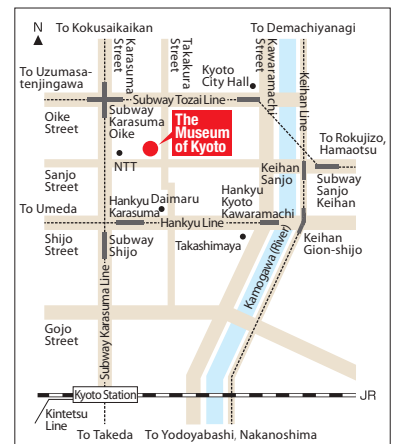 To Kokusaikaikan
To Demachiyanagi
N
Karasuma
Street
Takakura
Street
Kawaramachi
Street
Keihan Line
To Uzumasa-
tenjingawa
Kyoto
City Hall
Subway Tozai Line
Oike
Street
Subway
Karasuma
Oike
The
Museum
of Kyoto
To Rokujizo,
Hamaotsu
NTT
Keihan
Sanjo
Sanjo
Street
Subway
Sanjo
Keihan
To Umeda
Hankyu
Karasuma
Daimaru
Hankyu
Kyoto
Kawaramachi
Hankyu Line
Shijo
Street
Subway
Shijo
Takashimaya
Keihan
Gion-shijo
Kamogawa (River)
Subway Karasuma Line
Gojo
Street
Kyoto Station
JR
Kintetsu
Line
To Takeda
To Yodoyabashi, Nakanoshima